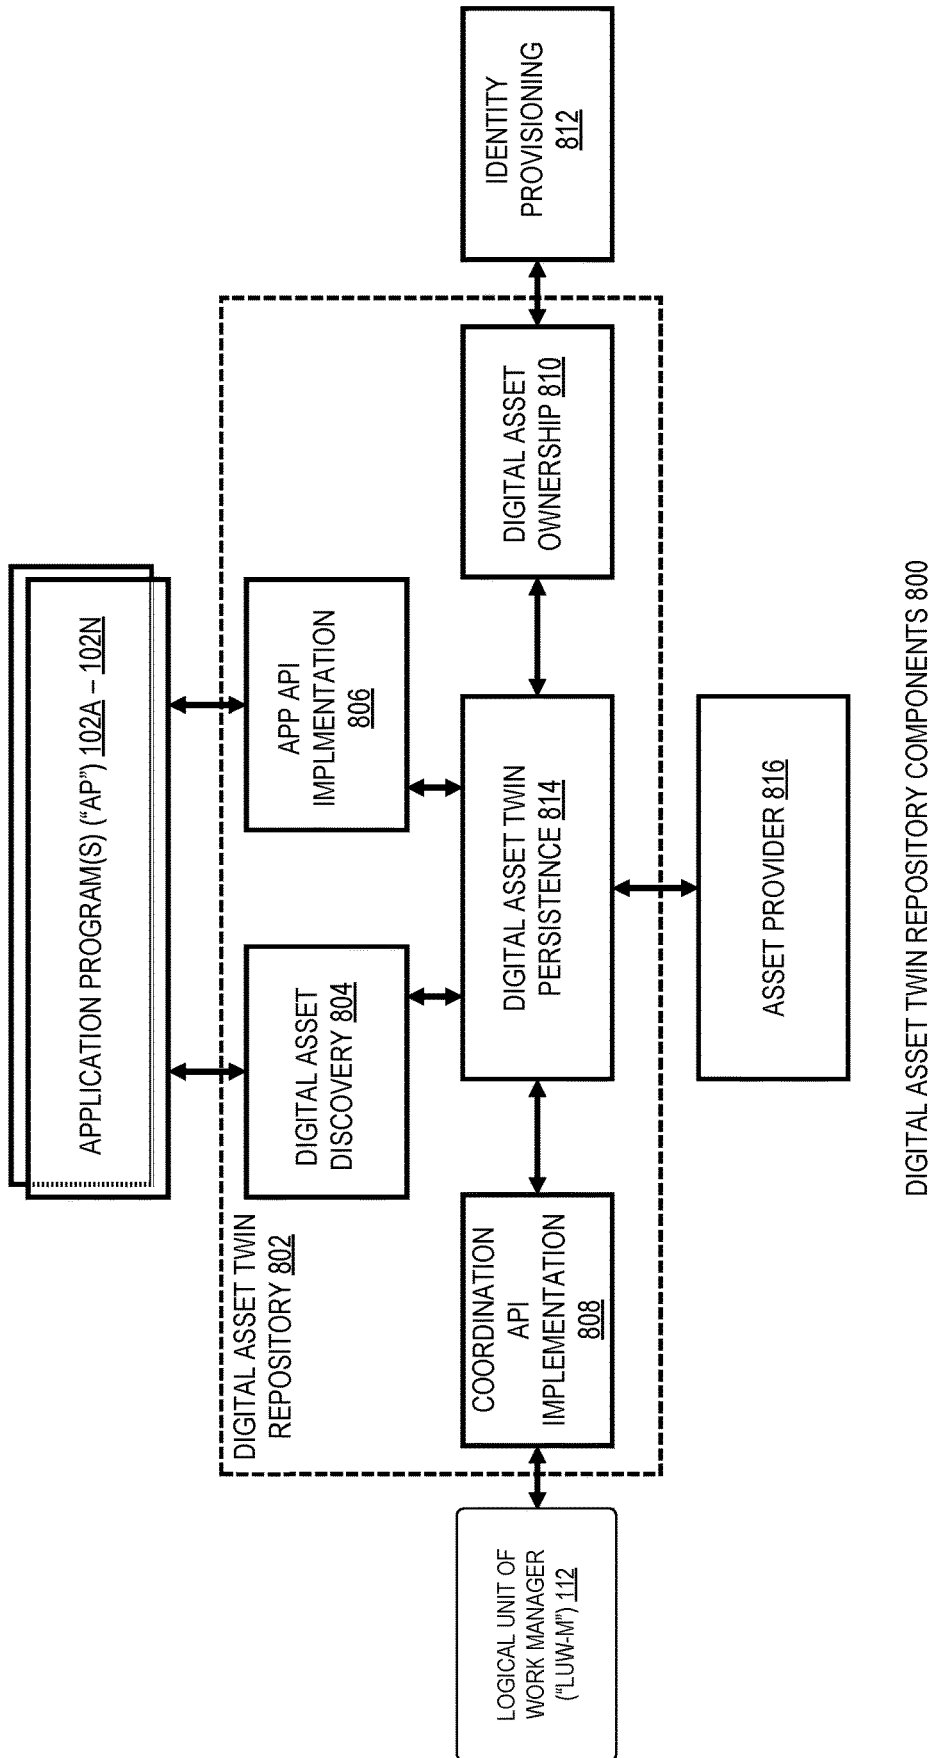 APPLICATION PROGRAM(S) (“AP”) 102A – 102N
DIGITAL ASSET TWIN
REPOSITORY 802
DIGITAL ASSET
DISCOVERY 804
APP API
IMPLMENTATION
806
LOGICAL UNIT OF
WORK MANAGER
(“LUW-M”) 112
COORDINATION
API
IMPLEMENTATION
808
DIGITAL ASSET TWIN
PERSISTENCE 814
DIGITAL ASSET
OWNERSHIP 810
IDENTITY
PROVISIONING
812
ASSET PROVIDER 816
DIGITAL ASSET TWIN REPOSITORY COMPONENTS 800